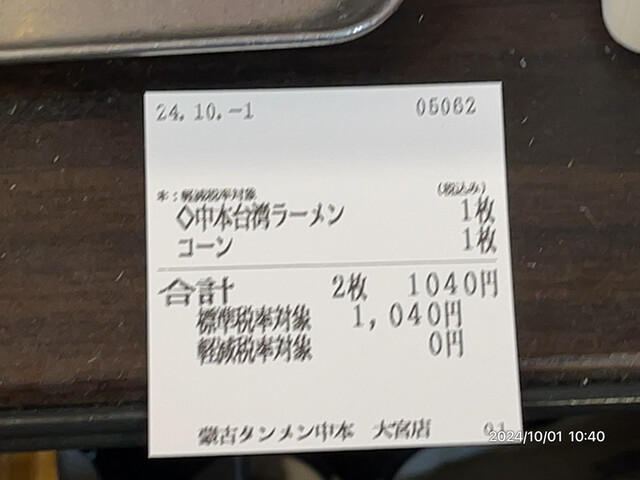 24.10.-1 05062
*：軽減税率対象 (税込み)
◇中本台湾ラーメン 1枚
コーン 1枚
合計 2枚 1040円
標準税率対象 1,040円
軽減税率対象 0円
蒙古タンメン中本 大宮店
2024/10/01 10:40